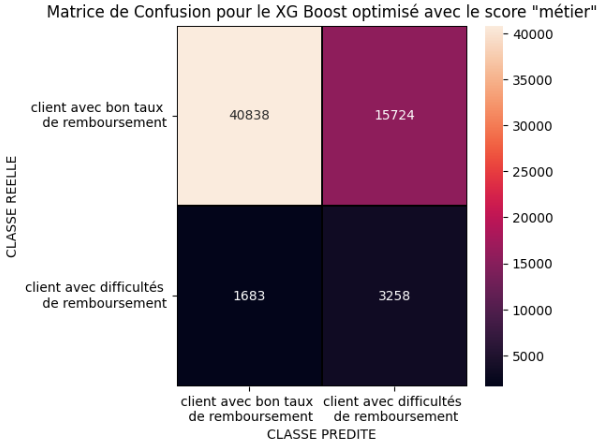 Matrice de Confusion pour le XG Boost optimisé avec le score "métier"
client avec bon taux
de remboursement
40838
15724
client avec difficultés
de remboursement
1683
3258
CLASSE REELLE
client avec bon taux
de remboursement
client avec difficultés
de remboursement
CLASSE PREDITE
40000
35000
30000
25000
20000
15000
10000
5000